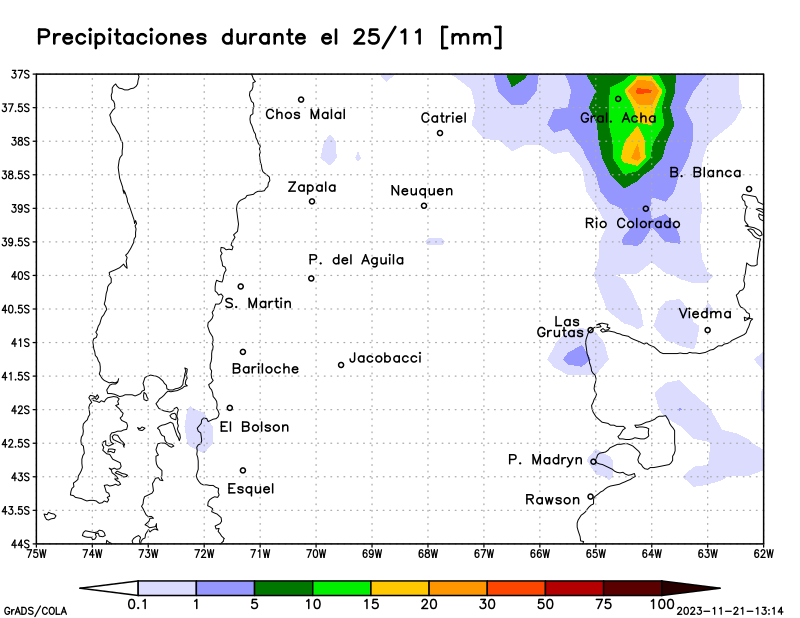 Precipitaciones durante el 25/11 [mm]
37S
37.5S
38S
38.5S
39S
39.5S
40S
40.5S
41S
41.5S
42S
42.5S
43S
43.5S
44S
Chos Malal
Catriel
Gral. Acha
B. Blanca
Zapala
Neuquen
Rio Colorado
P. del Aguila
S. Martin
Viedma
Las
Grutas
Jacobacci
Bariloche
El Bolson
P. Madryn
Esquel
Rawson
75W 74W 73W 72W 71W 70W 69W 68W 67W 66W 65W 64W 63W 62W
0.1 1 5 10 15 20 30 50 75 100
GrADS/COLA
2023-11-21-13:14